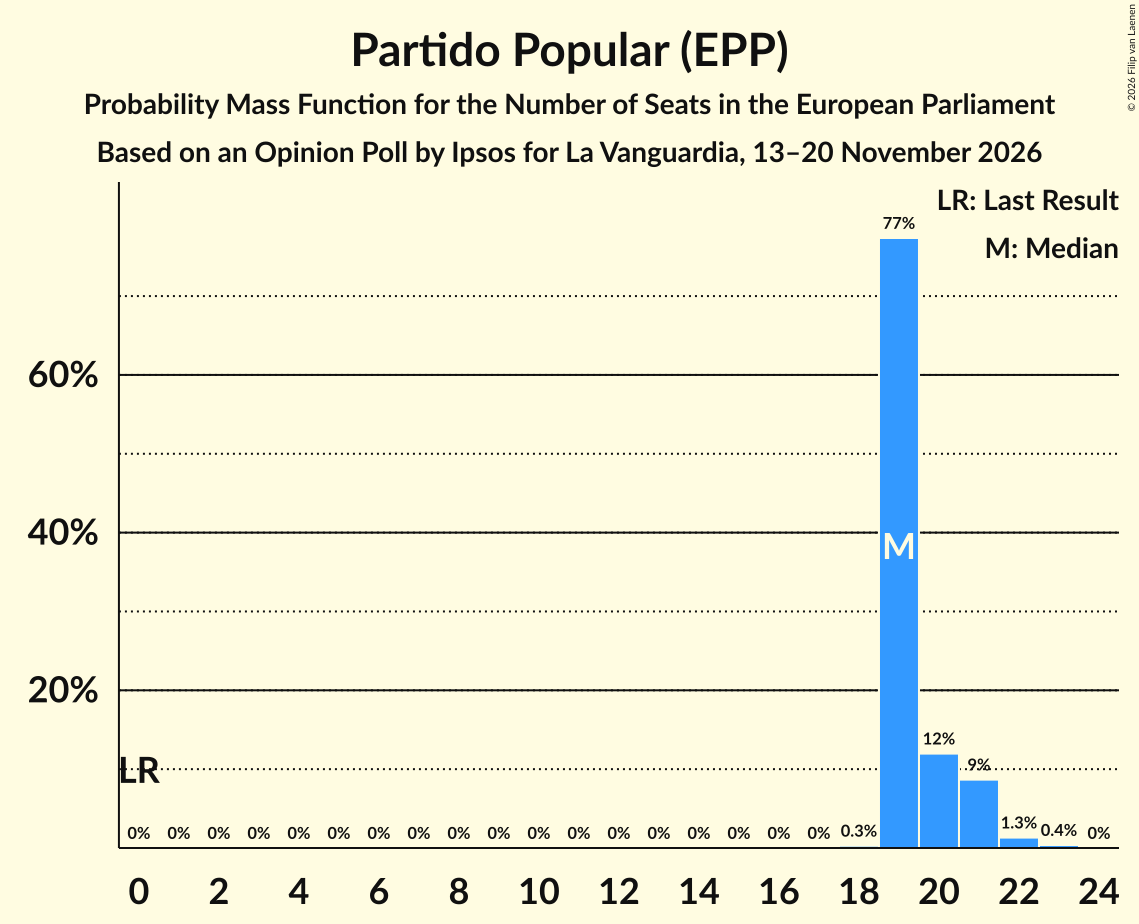 Partido Popular (EPP)
Probability Mass Function for the Number of Seats in the European Parliament
Based on an Opinion Poll by Ipsos for La Vanguardia, 13–20 November 2026
© 2026 Filip van Laenen
LR: Last Result
M: Median
77%
60%
40%
M
20%
12%
9%
LR
0% 0% 0% 0% 0% 0% 0% 0% 0% 0% 0% 0% 0% 0% 0% 0% 0% 0% 0.3% 1.3% 0.4% 0%
0 2 4 6 8 10 12 14 16 18 20 22 24